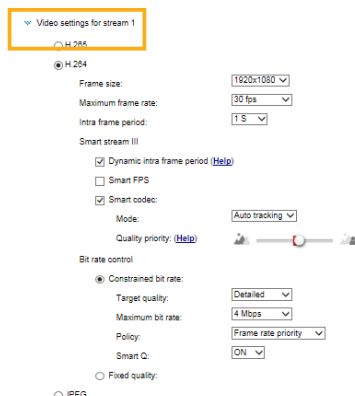 Video settings for stream 1
H.265
H.264
Frame size: 1920x1080
Maximum frame rate: 30 fps
Intra frame period: 1 S
Smart stream III
Dynamic intra frame period (Help)
Smart FPS
Smart codec:
Mode: Auto tracking
Quality priority: (Help)
Bit rate control
Constrained bit rate:
Target quality: Detailed
Maximum bit rate: 4 Mbps
Policy: Frame rate priority
Smart Q: ON
Fixed quality:
JPEG